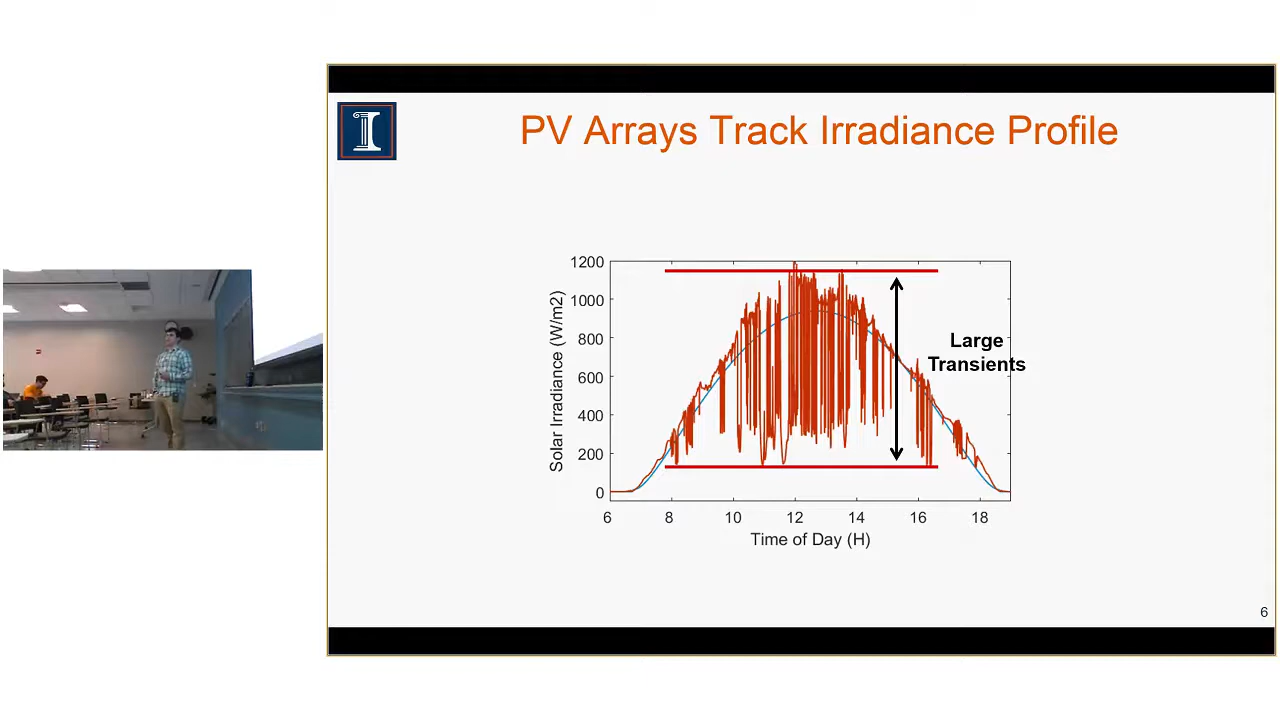 PV Arrays Track Irradiance Profile
1200
1000
800
600
400
200
0
Solar Irradiance (W/m2)
Large
Transients
6 8 10 12 14 16 18
Time of Day (H)
6